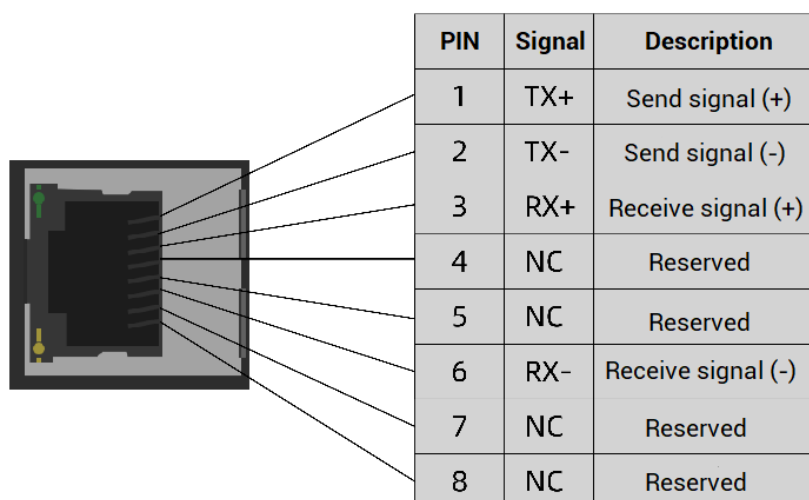 PIN Signal Description
1 TX+ Send signal (+)
2 TX- Send signal (-)
3 RX+ Receive signal (+)
4 NC Reserved
5 NC Reserved
6 RX- Receive signal (-)
7 NC Reserved
8 NC Reserved